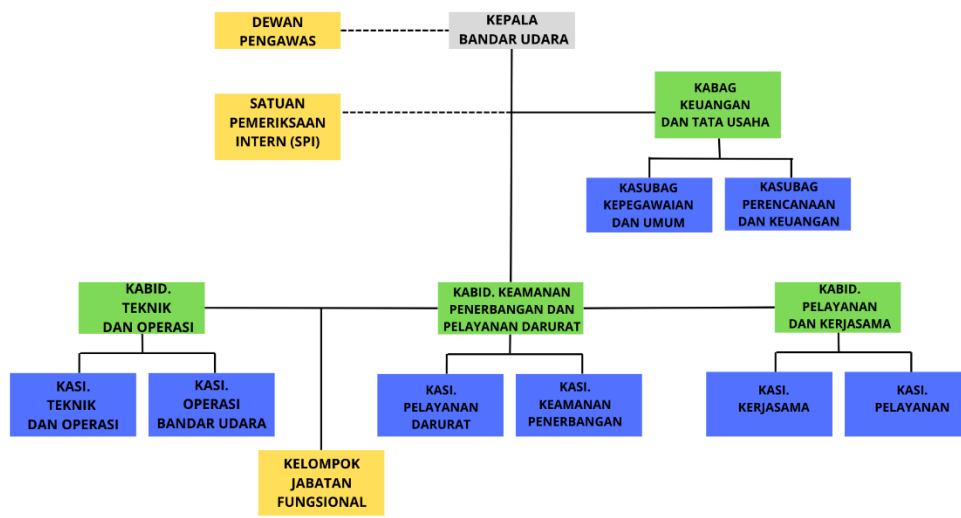 DEWAN
PENGAWAS
KEPALA
BANDAR UDARA
SATUAN
PEMERIKSAAN
INTERN (SPI)
KABAG
KEUANGAN
DAN TATA USAHA
KASUBAG
KEPEGAWAIAN
DAN UMUM
KASUBAG
PERENCANAAN
DAN KEUANGAN
KABID.
TEKNIK
DAN OPERASI
KABID. KEAMANAN
PENERBANGAN DAN
PELAYANAN DARURAT
KABID.
PELAYANAN
DAN KERJASAMA
KASI.
TEKNIK
DAN OPERASI
KASI.
OPERASI
BANDAR UDARA
KASI.
PELAYANAN
DARURAT
KASI.
KEAMANAN
PENERBANGAN
KASI.
KERJASAMA
KASI.
PELAYANAN
KELOMPOK
JABATAN
FUNGSIONAL